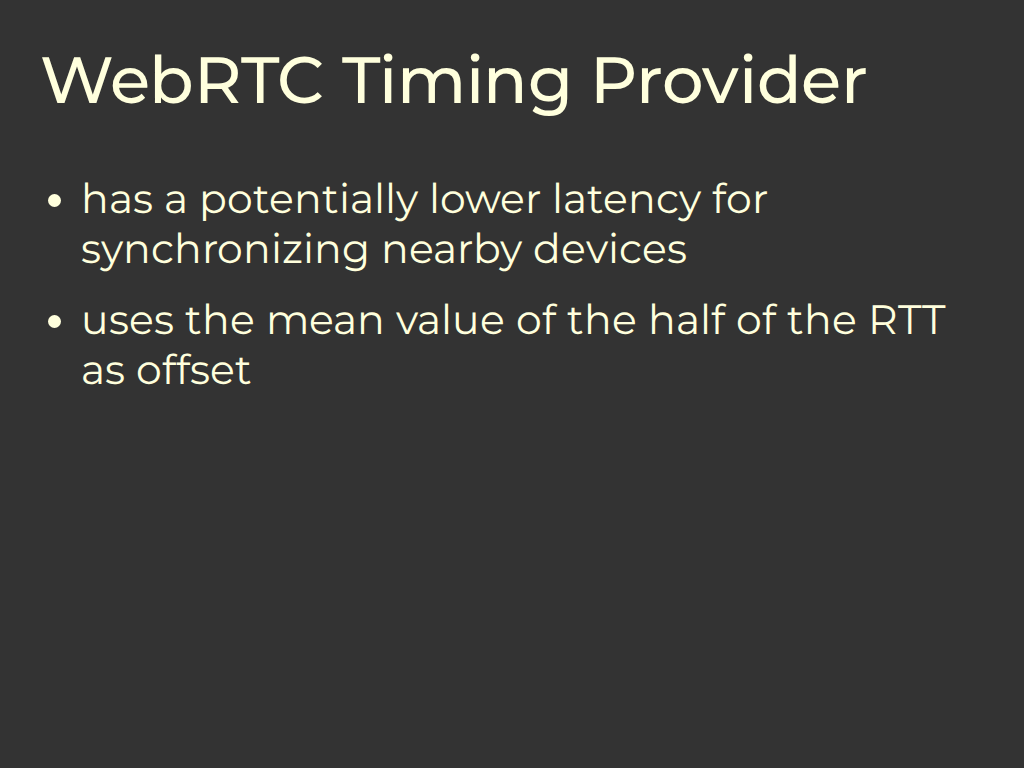 WebRTC Timing Provider
• has a potentially lower latency for
synchronizing nearby devices
• uses the mean value of the half of the RTT
as offset